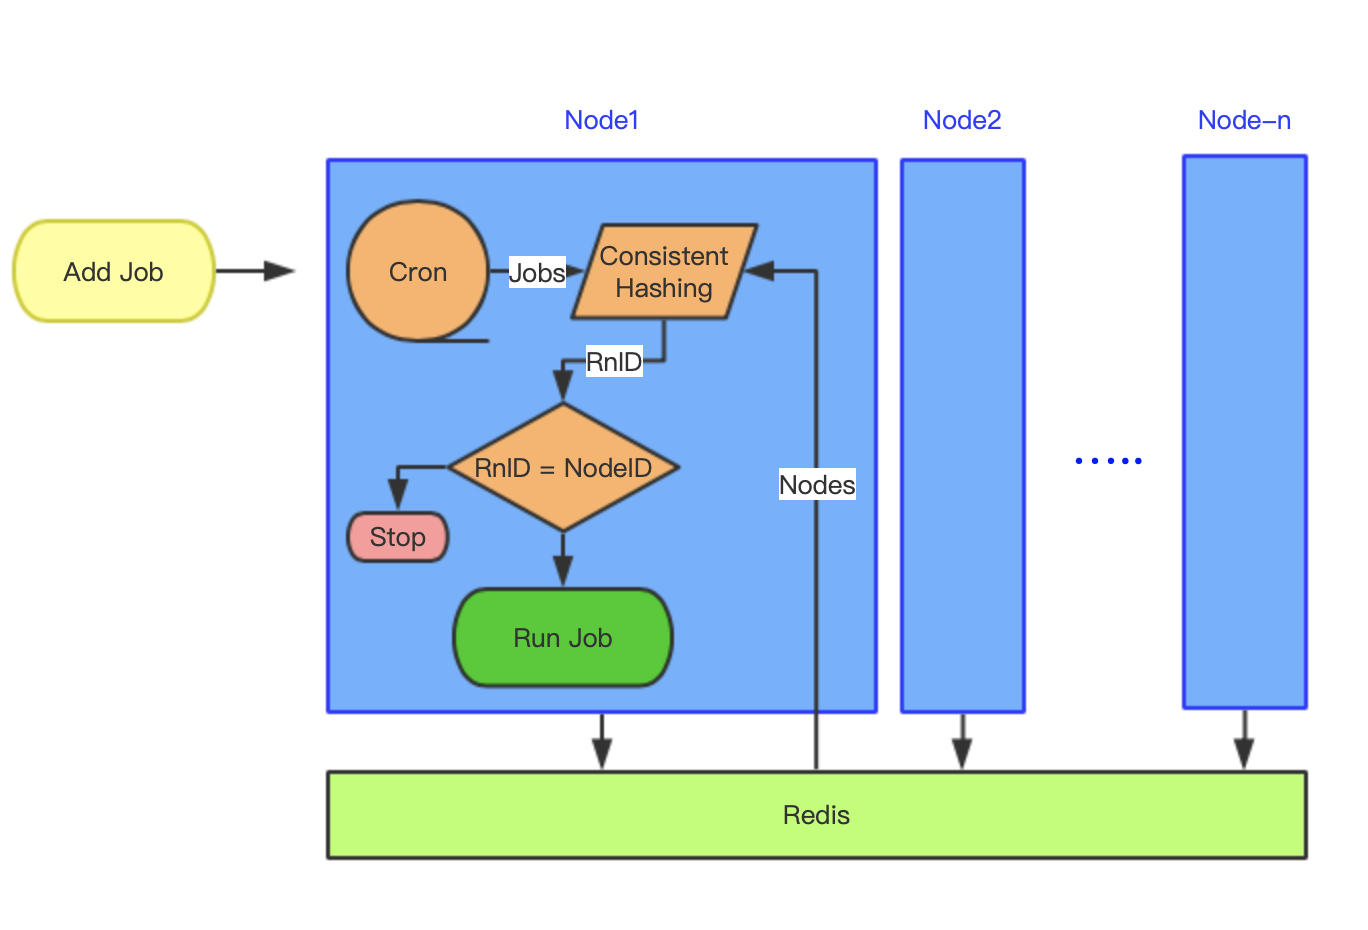 Node1
Node2
Node-n
Add Job
Cron
Jobs
Consistent
Hashing
RnID
RnID = NodeID
Nodes
Stop
Run Job
Redis